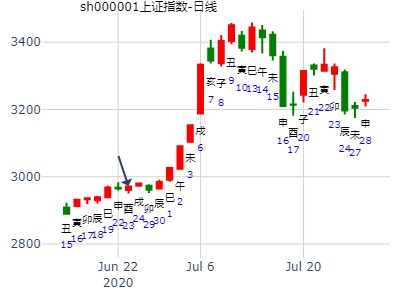 sh000001上证指数-日线
3400
3200
3000
2800
丑 寅 卯 辰 巳 申 酉 戌 卯 辰 巳 午 未 戌 亥 子 丑 寅 巳 午 未 申 酉 子 丑 寅 卯 辰 未 申
15 16 17 18 19 22 23 24 29 30 1 2 3 6 7 8 9 10 13 14 15 16 17 20 21 22 23 24 27 28
Jun 22 Jul 6 Jul 20
2020